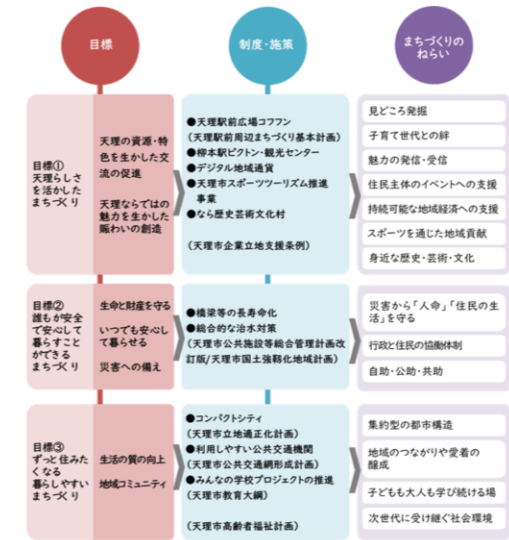 目標
制度・施策
まちづくりの
ねらい
目標①
天理らしさ
を活かした
まちづくり
天理の資源・特
色を生かした交
流の促進
天理ならではの
魅力を生かした
賑わいの創造
●天理駅前広場コフフン
(天理駅前周辺まちづくり基本計画)
●柳本駅ピクトン・観光センター
●デジタル地域通貨
●天理市スポーツツーリズム推進
事業
●なら歴史芸術文化村
(天理市企業立地支援条例)
見どころ発掘
子育て世代との絆
魅力の発信・受信
住民主体のイベントへの支援
持続可能な地域経済への支援
スポーツを通じた地域貢献
身近な歴史・芸術・文化
目標②
誰もが安全
で安心して
暮らすこと
ができる
まちづくり
生命と財産を守る
いつでも安心し
て暮らせる
災害への備え
●橋梁等の長寿命化
●総合的な治水対策
(天理市公共施設等総合管理計画改
訂版/天理市国土強靱化地域計画)
災害から「人命」「住民の生
活」を守る
行政と住民の協働体制
自助・公助・共助
目標③
ずっと住みた
くなる
暮らしやすい
まちづくり
生活の質の向上
地域コミュニティ
●コンパクトシティ
(天理市立地適正化計画)
●利用しやすい公共交通機関
(天理市公共交通網形成計画)
●みんなの学校プロジェクトの推進
(天理市教育大綱)
(天理市高齢者福祉計画)
集約型の都市構造
地域のつながりや愛着の
醸成
子どもも大人も学び続ける場
次世代に受け継ぐ社会環境